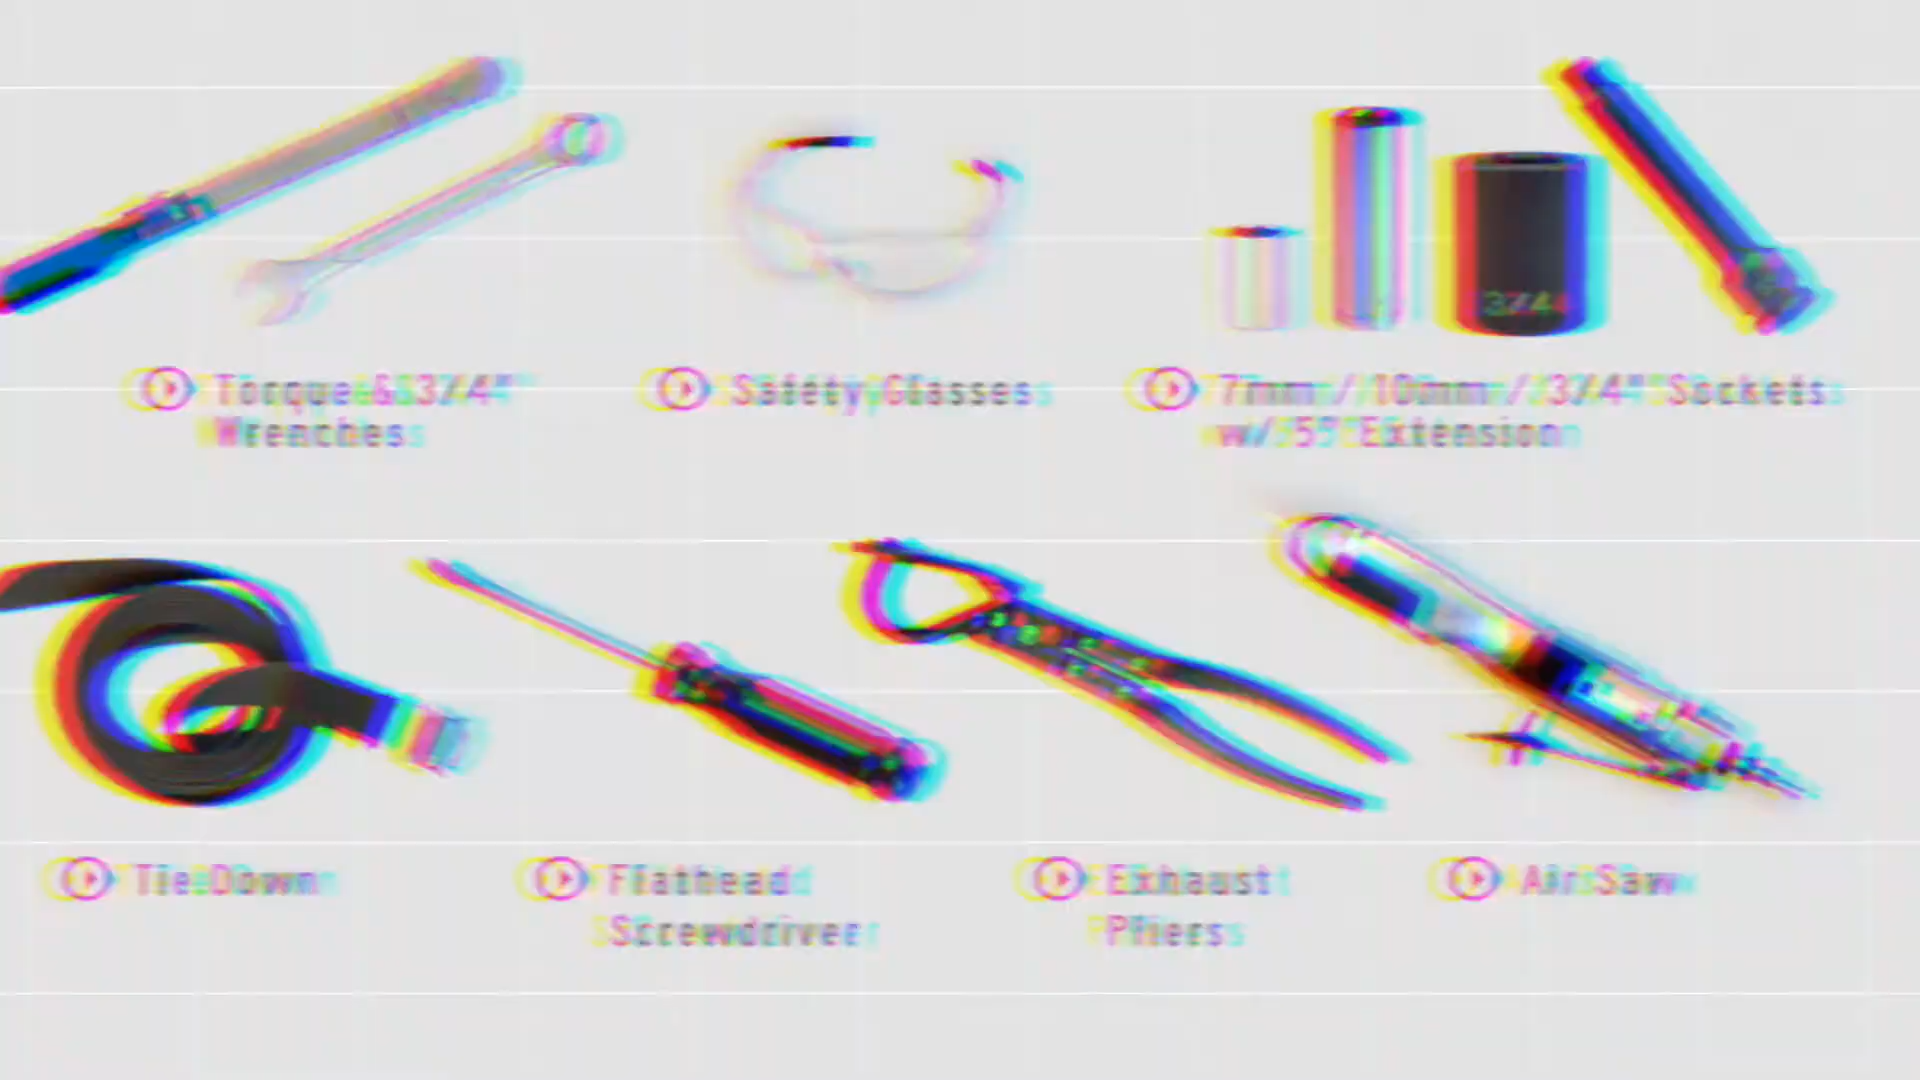 Torque & 3/4"
Wrenches
Safety Glasses
7mm / 10mm / 3/4" Sockets
w/ 5" Extension
3/4
Tie Down
Flathead
Screwdriver
Exhaust
Pliers
Air Saw